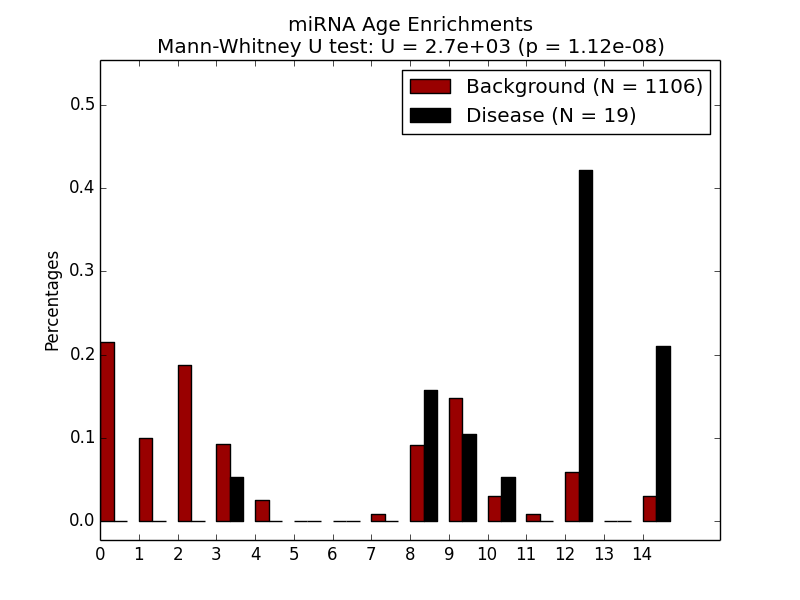 miRNA Age Enrichments
Mann-Whitney U test: U = 2.7e+03 (p = 1.12e-08)
Background (N = 1106)
Disease (N = 19)
Percentages
0.5
0.4
0.3
0.2
0.1
0.0
0 1 2 3 4 5 6 7 8 9 10 11 12 13 14